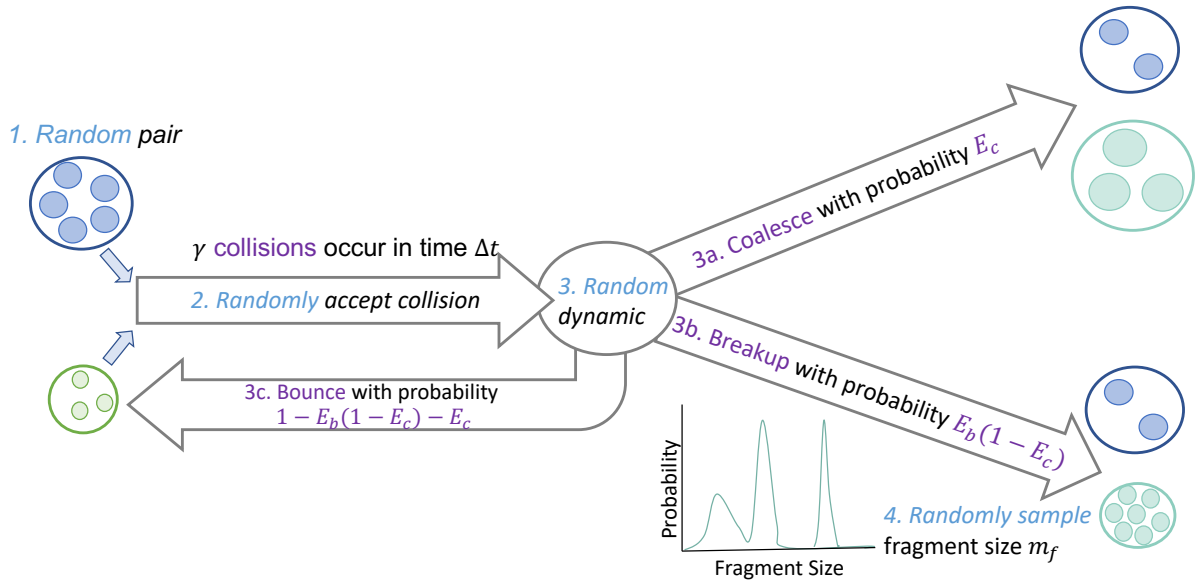 1. Random pair
γ collisions occur in time Δt
2. Randomly accept collision
3. Random
dynamic
3a. Coalesce with probability E_c
3b. Breakup with probability E_b(1 − E_c)
3c. Bounce with probability
1 − E_b(1 − E_c) − E_c
Probability
Fragment Size
4. Randomly sample
fragment size m_f